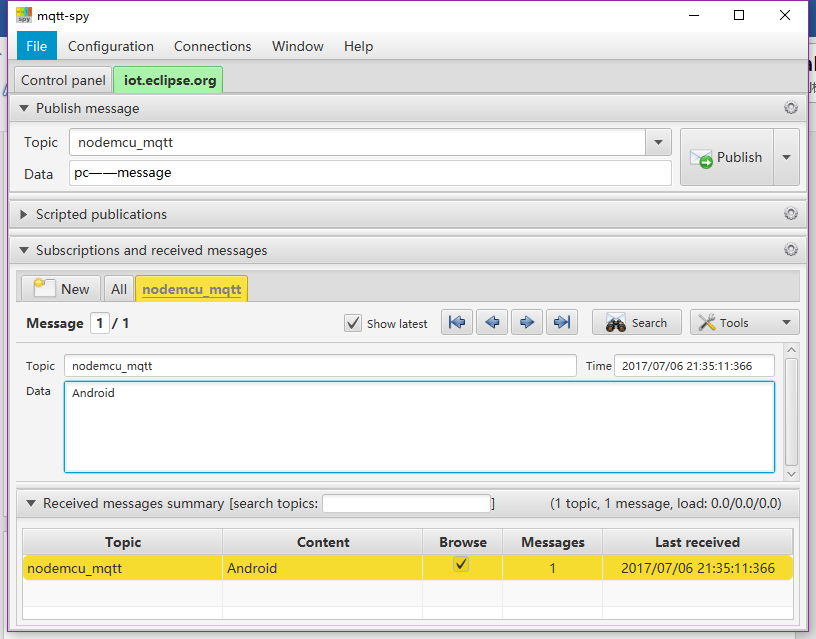 mqtt-spy
File Configuration Connections Window Help
Control panel iot.eclipse.org
Publish message
Topic nodemcu_mqtt
Publish
Data pc——message
Scripted publications
Subscriptions and received messages
New All nodemcu_mqtt
Message 1 / 1 Show latest Search Tools
Topic nodemcu_mqtt Time 2017/07/06 21:35:11:366
Data Android
Received messages summary [search topics: ] (1 topic, 1 message, load: 0.0/0.0/0.0)
Topic Content Browse Messages Last received
nodemcu_mqtt Android 1 2017/07/06 21:35:11:366